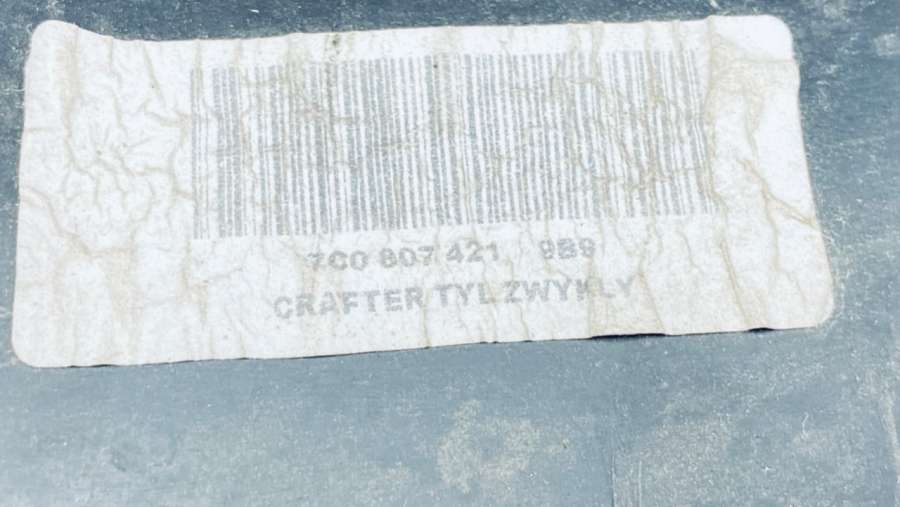 7C0 807 421 9B9
CRAFTER TYL ZWYKLY